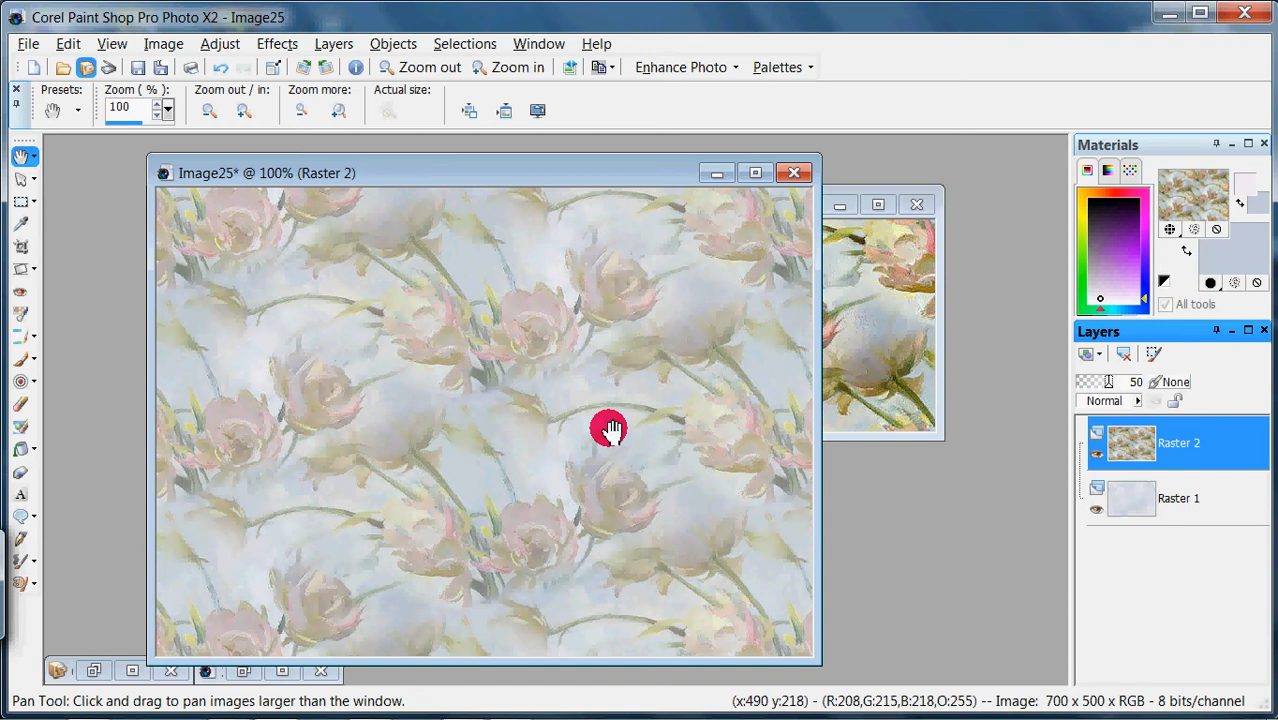 Corel Paint Shop Pro Photo X2 - Image25
File Edit View Image Adjust Effects Layers Objects Selections Window Help
Zoom out Zoom in Enhance Photo Palettes
Presets: Zoom ( % ): Zoom out / in: Zoom more: Actual size:
100
Image25* @ 100% (Raster 2)
Materials
All tools
Layers
50 None
Normal
Raster 2
Raster 1
A
Pan Tool: Click and drag to pan images larger than the window.
(x:490 y:218) - (R:208,G:215,B:218,O:255) -- Image: 700 x 500 x RGB - 8 bits/channel